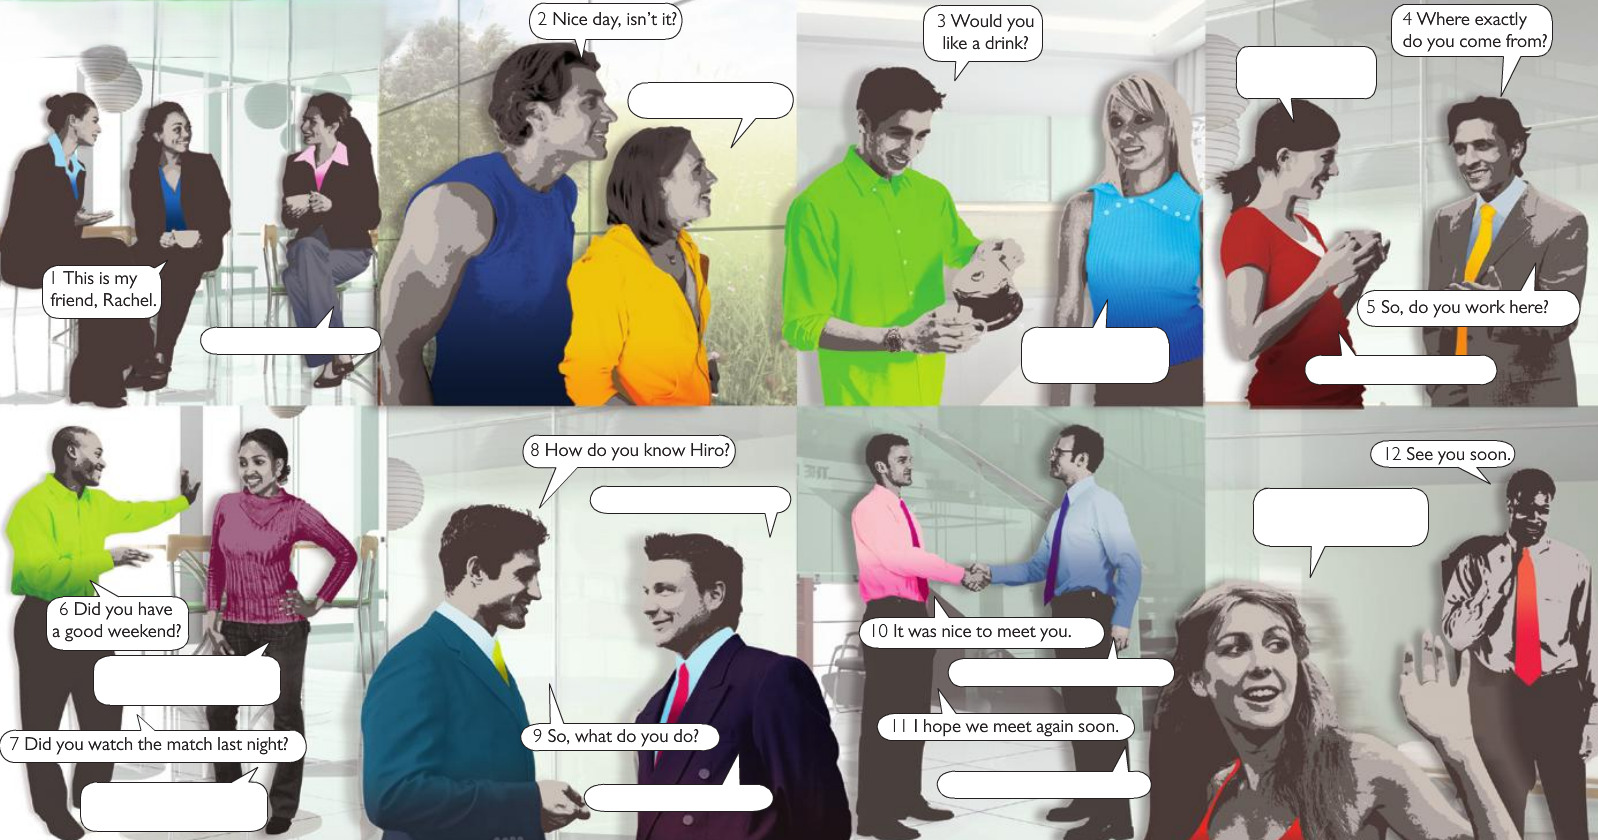 1 This is my
friend, Rachel.
2 Nice day, isn't it?
3 Would you
like a drink?
4 Where exactly
do you come from?
5 So, do you work here?
6 Did you have
a good weekend?
7 Did you watch the match last night?
8 How do you know Hiro?
9 So, what do you do?
10 It was nice to meet you.
11 I hope we meet again soon.
12 See you soon.